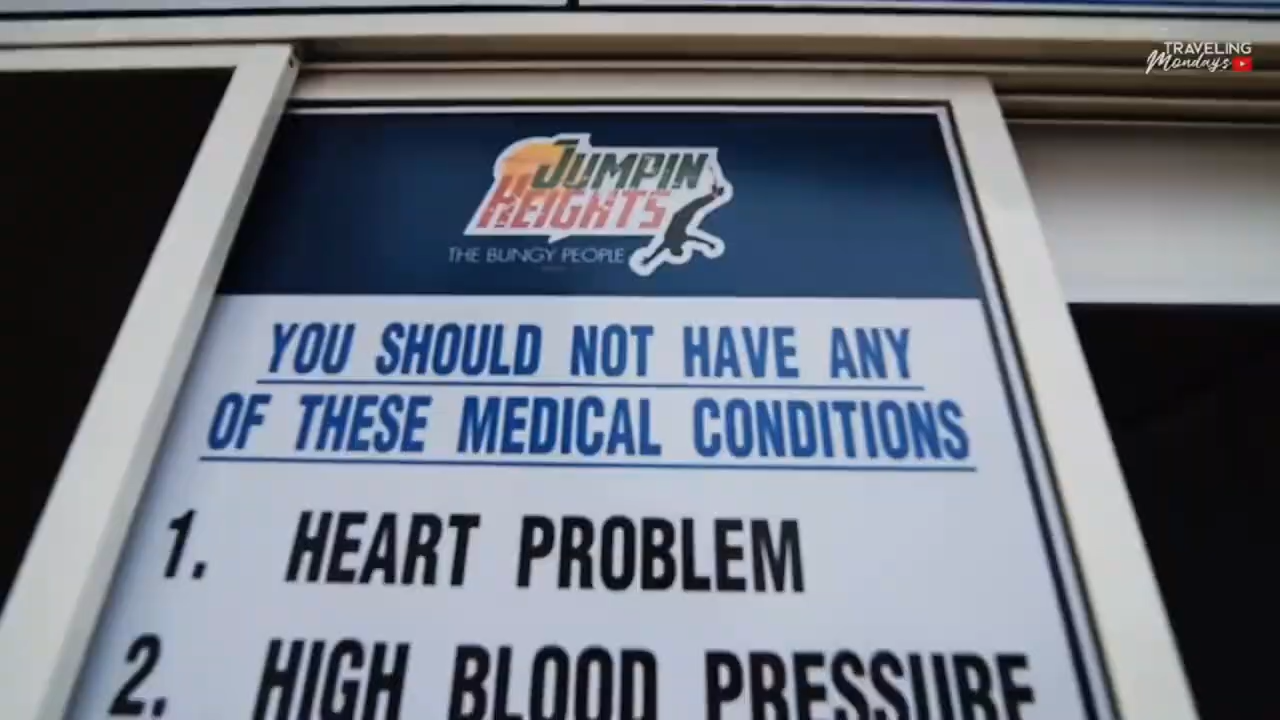 TRAVELING
Mondays
JUMPIN
HEIGHTS
THE BUNGY PEOPLE
YOU SHOULD NOT HAVE ANY
OF THESE MEDICAL CONDITIONS
1. HEART PROBLEM
2. HIGH BLOOD PRESSURE